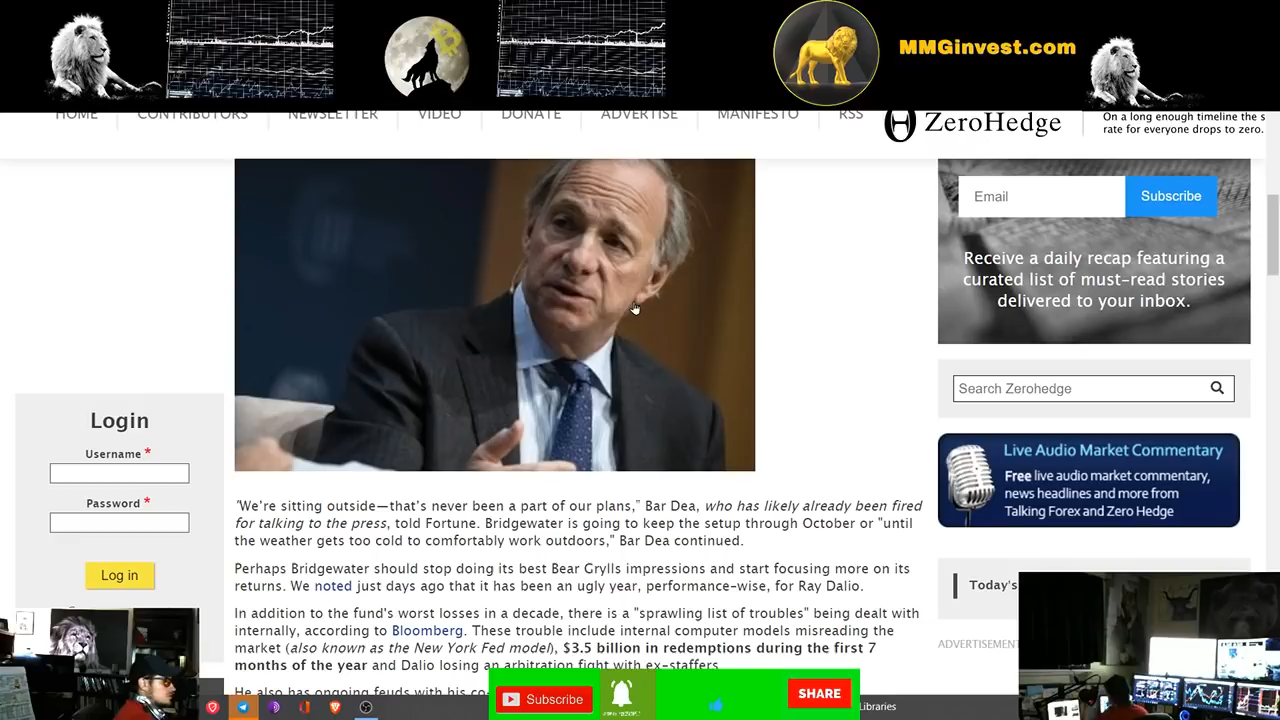 MMGinvest.com
HOME CONTRIBUTORS NEWSLETTER VIDEO DONATE ADVERTISE MANIFESTO RSS
ZeroHedge
On a long enough timeline the s
rate for everyone drops to zero.
Email
Subscribe
Receive a daily recap featuring a
curated list of must-read stories
delivered to your inbox.
Search Zerohedge
Live Audio Market Commentary
Free live audio market commentary,
news headlines and more from
Talking Forex and Zero Hedge
Login
Username *
Password *
Log in
"We're sitting outside—that's never been a part of our plans," Bar Dea, who has likely already been fired
for talking to the press, told Fortune. Bridgewater is going to keep the setup through October or "until
the weather gets too cold to comfortably work outdoors," Bar Dea continued.
Perhaps Bridgewater should stop doing its best Bear Grylls impressions and start focusing more on its
returns. We noted just days ago that it has been an ugly year, performance-wise, for Ray Dalio.
In addition to the fund's worst losses in a decade, there is a "sprawling list of troubles" being dealt with
internally, according to Bloomberg. These trouble include internal computer models misreading the
market (also known as the New York Fed model), $3.5 billion in redemptions during the first 7
months of the year and Dalio losing an arbitration fight with ex-staffers.
He also has ongoing feuds with his co-
Today's
ADVERTISEMENT
Subscribe
SHARE
Libraries